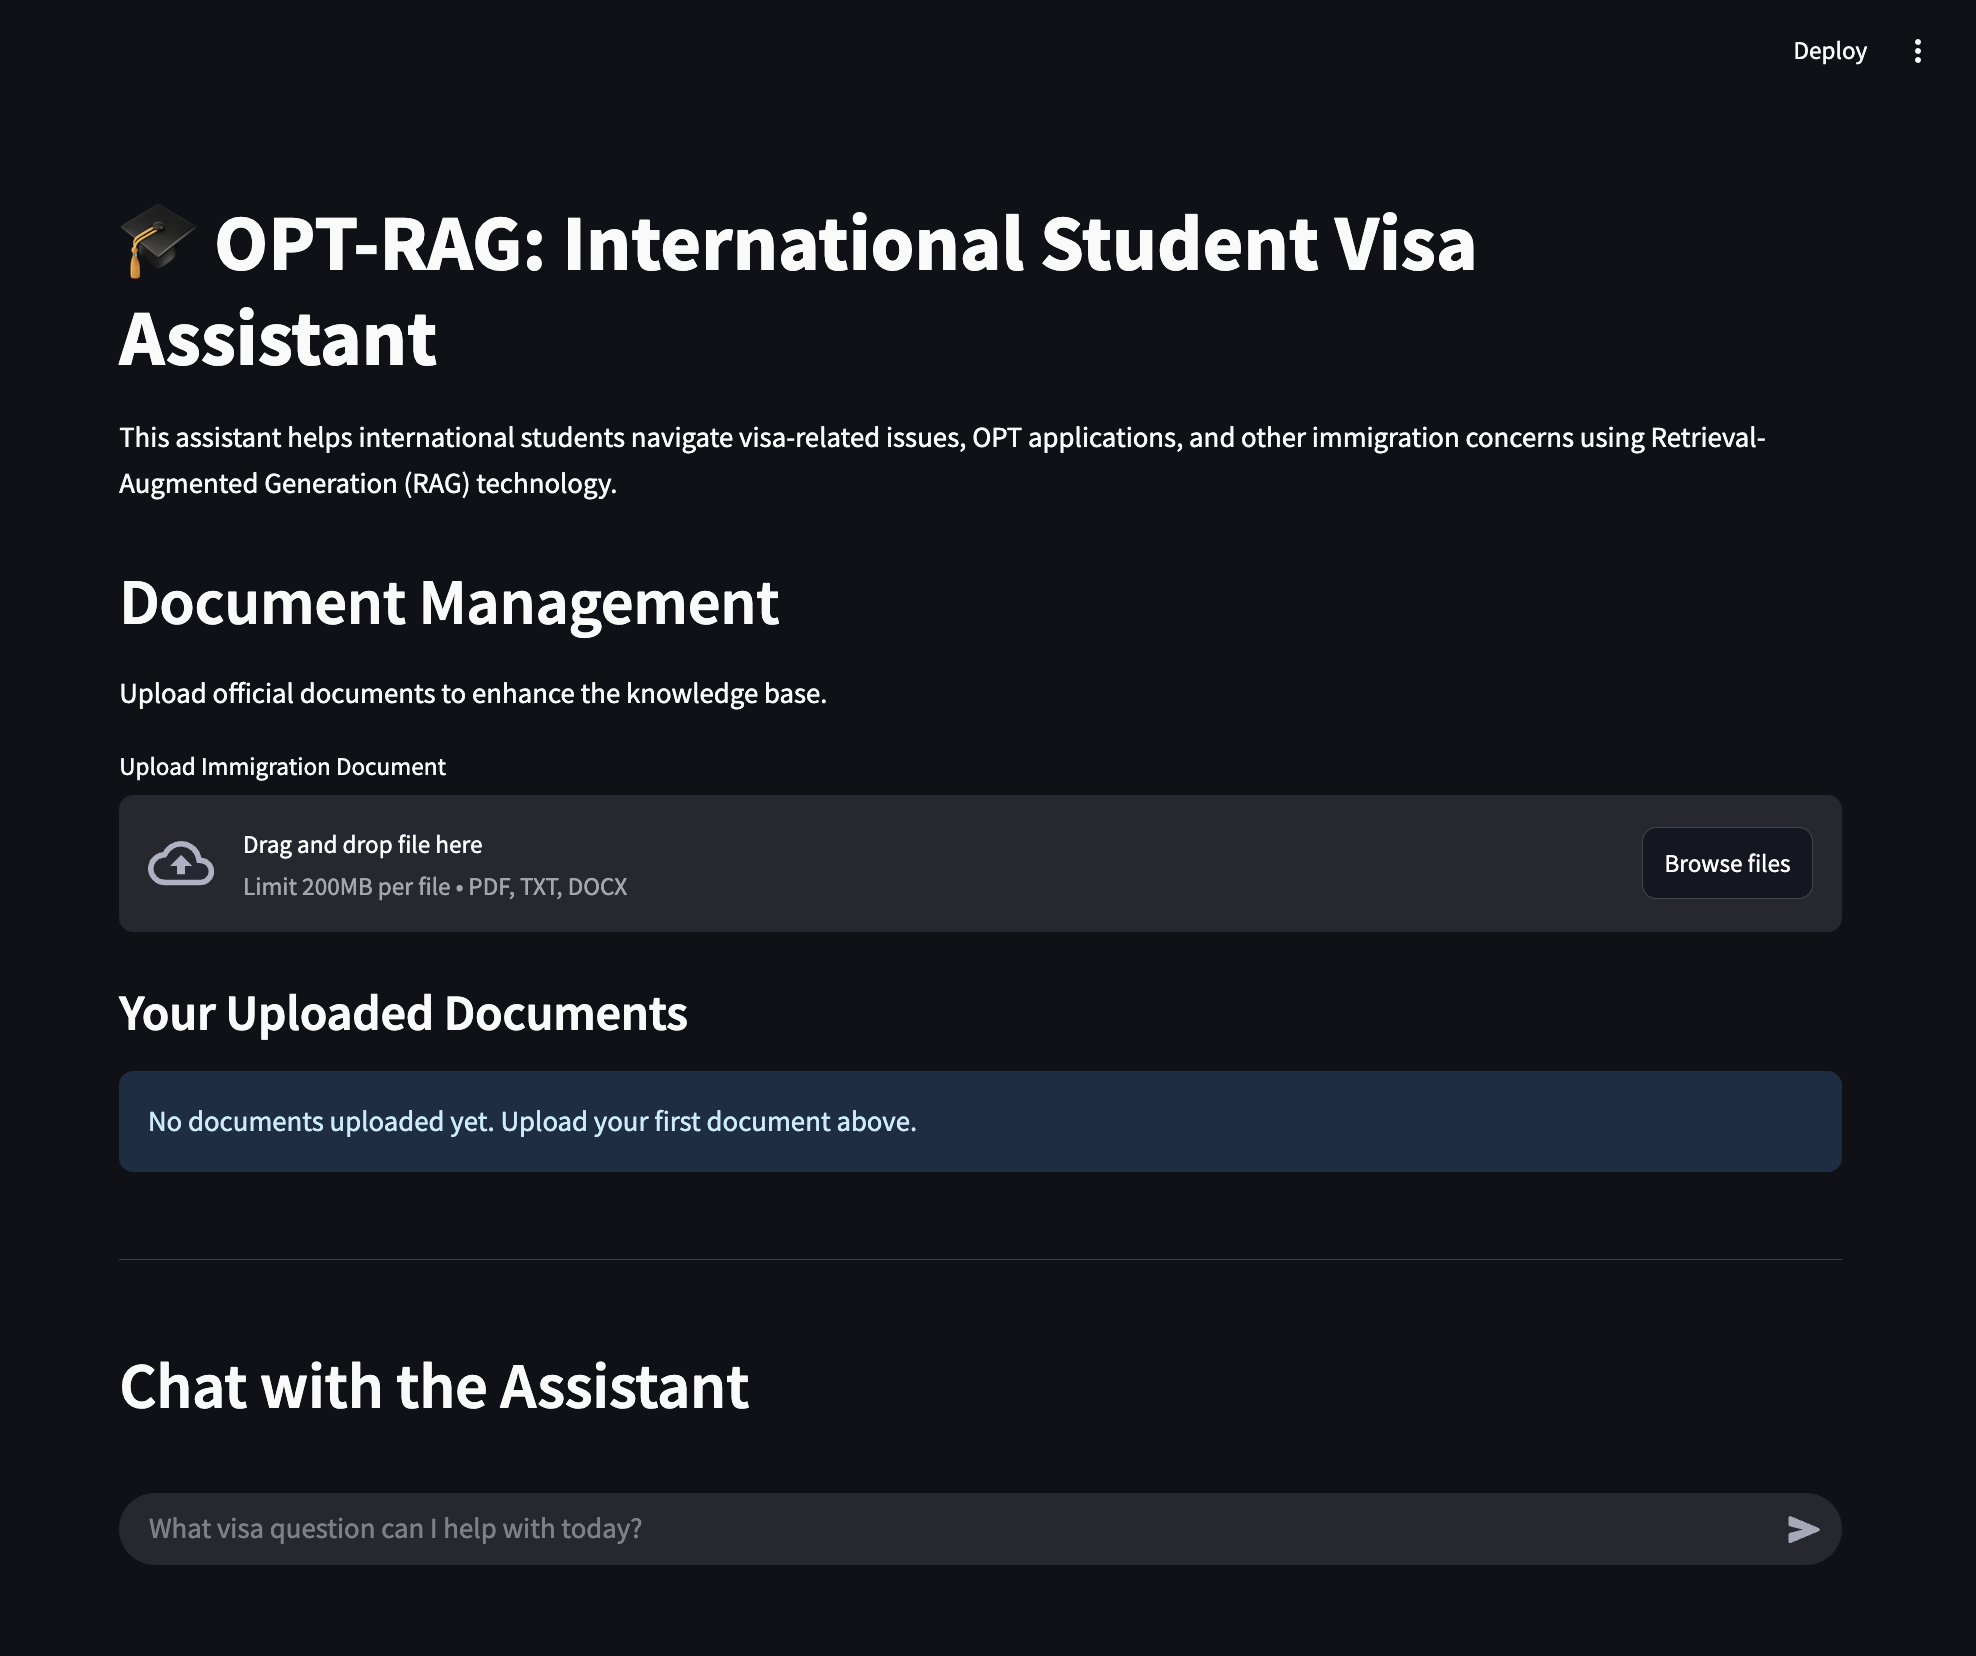 Deploy
🎓 OPT-RAG: International Student Visa
Assistant
This assistant helps international students navigate visa-related issues, OPT applications, and other immigration concerns using Retrieval-
Augmented Generation (RAG) technology.
Document Management
Upload official documents to enhance the knowledge base.
Upload Immigration Document
Drag and drop file here
Limit 200MB per file • PDF, TXT, DOCX
Browse files
Your Uploaded Documents
No documents uploaded yet. Upload your first document above.
Chat with the Assistant
What visa question can I help with today?